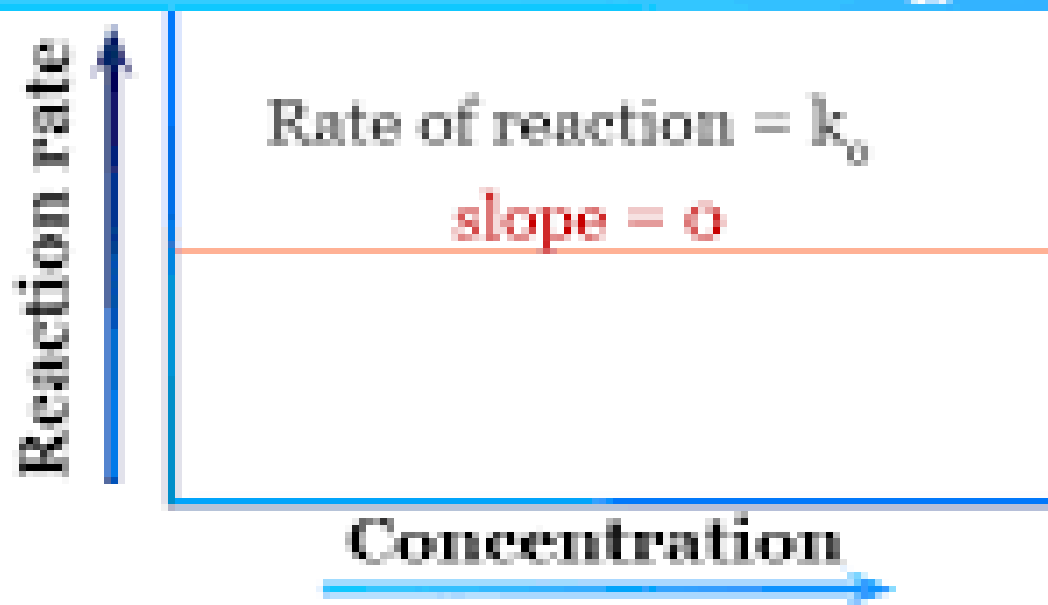 Reaction rate
Rate of reaction = k₀
slope = 0
Concentration